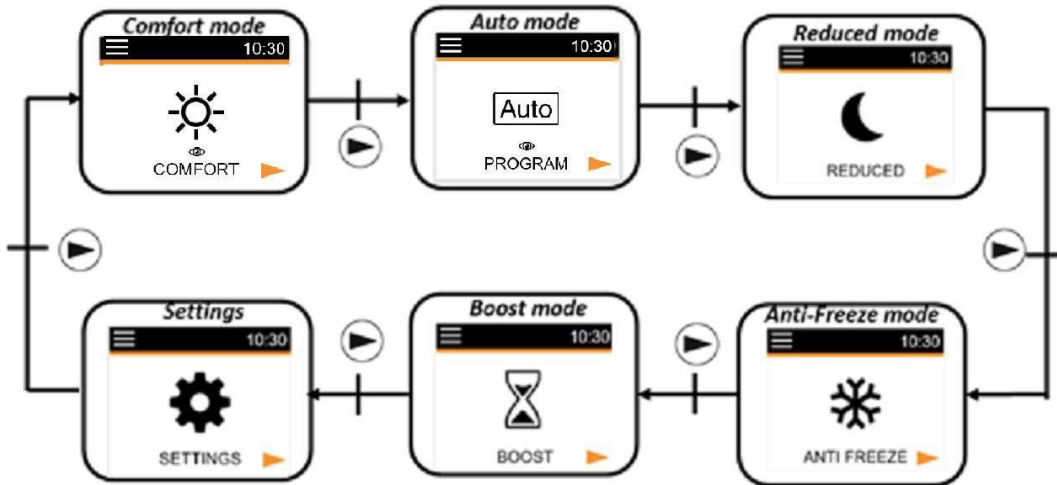 Comfort mode
10:30
COMFORT
Auto mode
10:30
Auto
PROGRAM
Reduced mode
10:30
REDUCED
Settings
10:30
SETTINGS
Boost mode
10:30
BOOST
Anti-Freeze mode
10:30
ANTI FREEZE